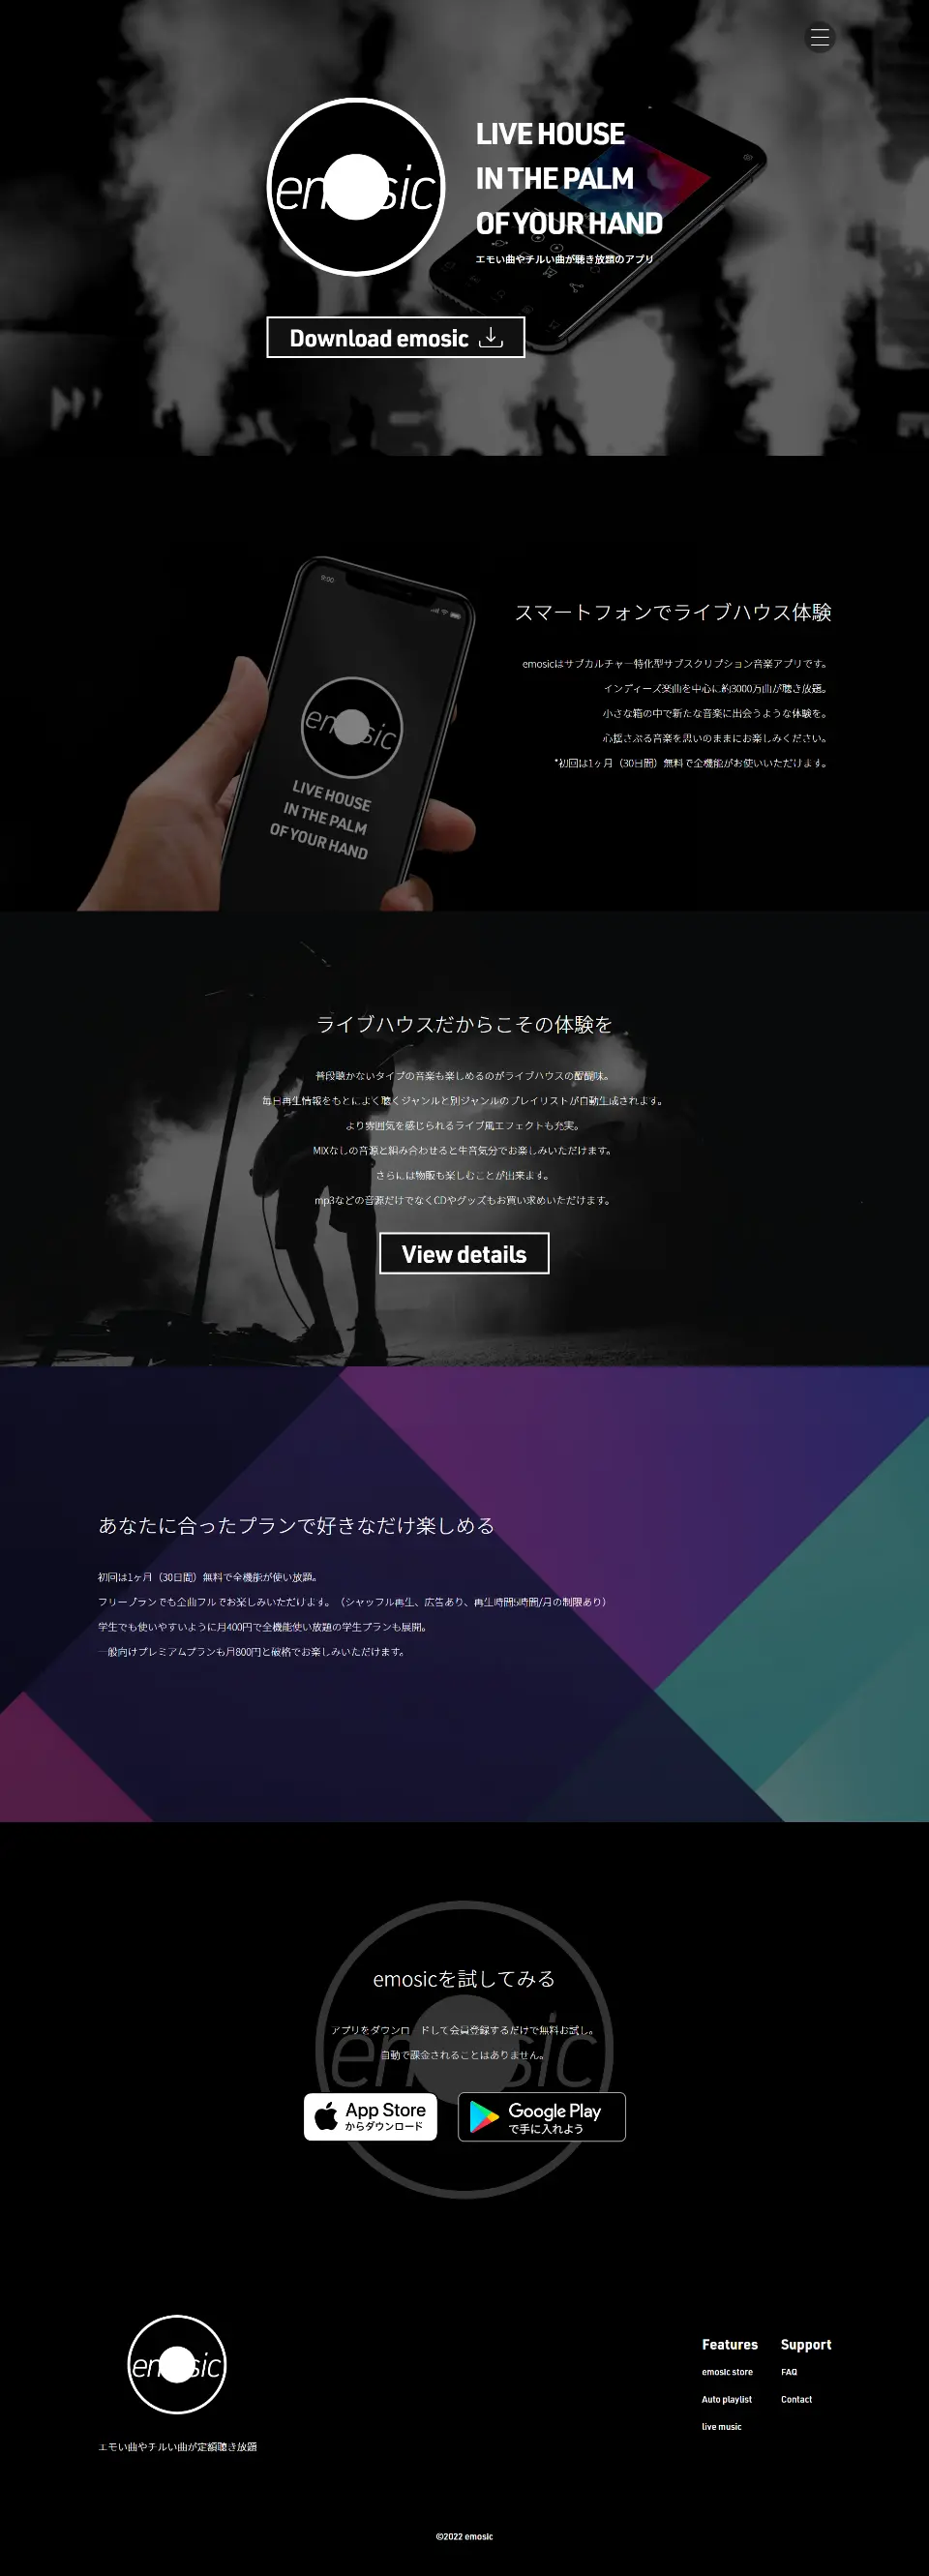 emosic
LIVE HOUSE
IN THE PALM
OF YOUR HAND
エモい曲やチルい曲が聴き放題のアプリ
Download emosic
9:00
emosic
LIVE HOUSE
IN THE PALM
OF YOUR HAND
スマートフォンでライブハウス体験
emosicはサブカルチャー特化型サブスクリプション音楽アプリです。
インディーズ楽曲を中心に約3000万曲が聴き放題。
小さな箱の中で新たな音楽に出会うような体験を。
心揺さぶる音楽を思いのままにお楽しみください。
*初回は1ヶ月（30日間）無料で全機能がお使いいただけます。
ライブハウスだからこその体験を
普段聴かないタイプの音楽も楽しめるのがライブハウスの醍醐味。
毎日再生情報をもとによく聴くジャンルと別ジャンルのプレイリストが自動生成されます。
より雰囲気を感じられるライブ風エフェクトも充実。
MIXなしの音源と組み合わせると生音気分でお楽しみいただけます。
さらには物販も楽しむことが出来ます。
mp3などの音源だけでなくCDやグッズもお買い求めいただけます。
View details
あなたに合ったプランで好きなだけ楽しめる
初回は1ヶ月（30日間）無料で全機能が使い放題。
フリープランでも全曲フルでお楽しみいただけます。（シャッフル再生、広告あり、再生時間5時間/月の制限あり）
学生でも使いやすいように月400円で全機能使い放題の学生プランも展開。
一般向けプレミアムプランも月800円と破格でお楽しみいただけます。
emosicを試してみる
アプリをダウンロードして会員登録するだけで無料お試し。
自動で課金されることはありません。
emosic
App Store
からダウンロード
Google Play
で手に入れよう
emosic
エモい曲やチルい曲が定額聴き放題
Features
emosic store
Auto playlist
live music
Support
FAQ
Contact
©2022 emosic